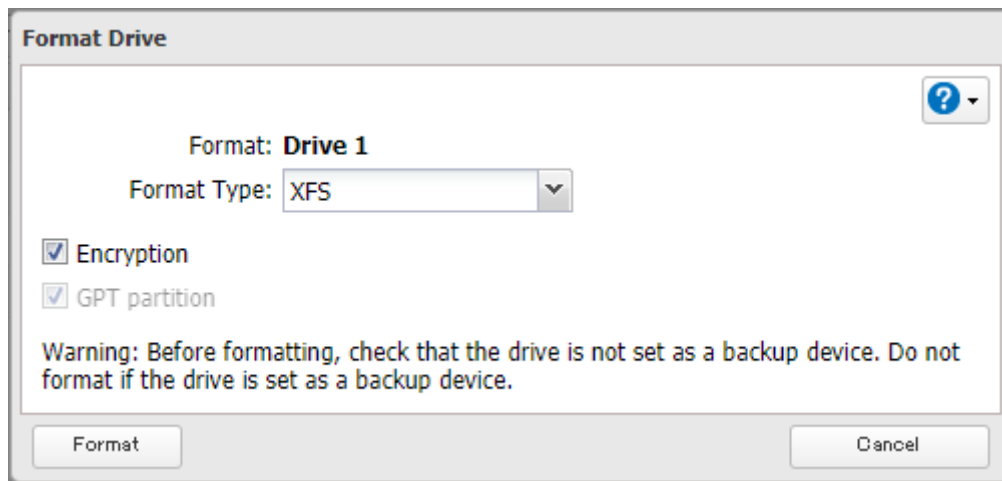 Format Drive
?
Format: Drive 1
Format Type: XFS
Encryption
GPT partition
Warning: Before formatting, check that the drive is not set as a backup device. Do not
format if the drive is set as a backup device.
Format Cancel